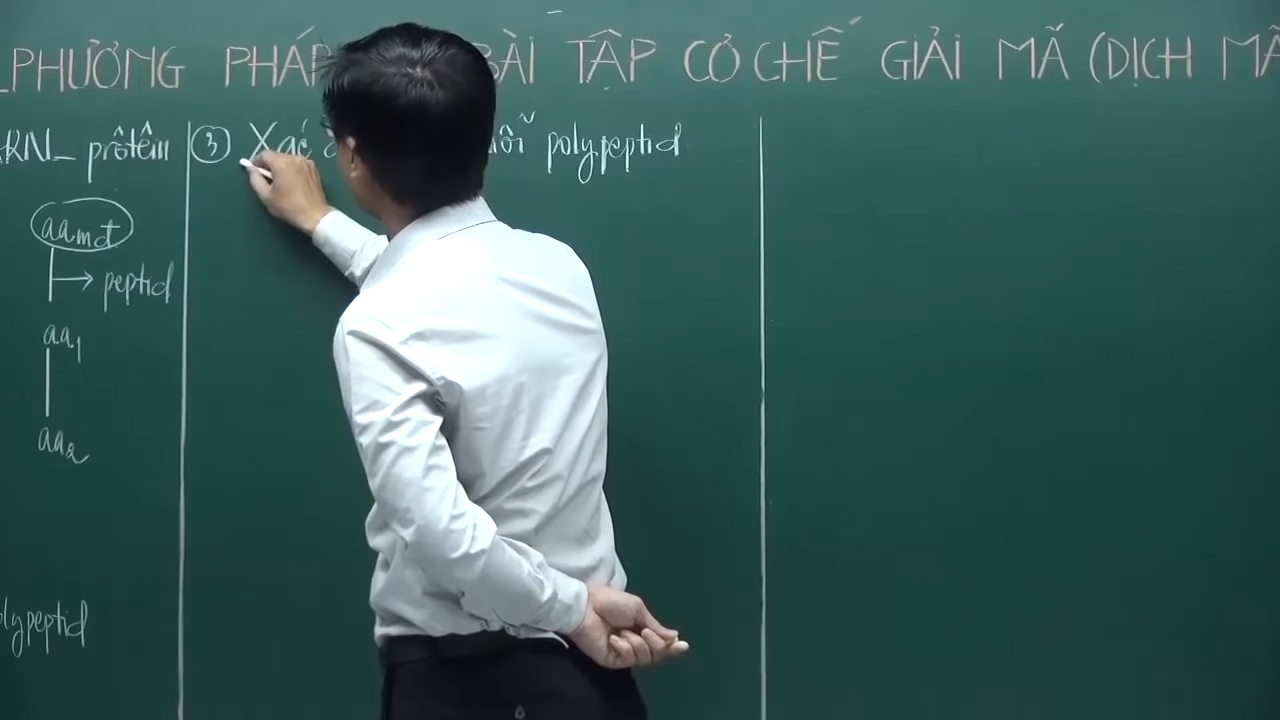 PHƯƠNG PHÁP BÀI TẬP CƠ CHẾ GIẢI MÃ (DỊCH MÃ
ARN_ prôtêin
aamđ
peptid
aa1
aa2
polypeptid
③ Xác polypeptid